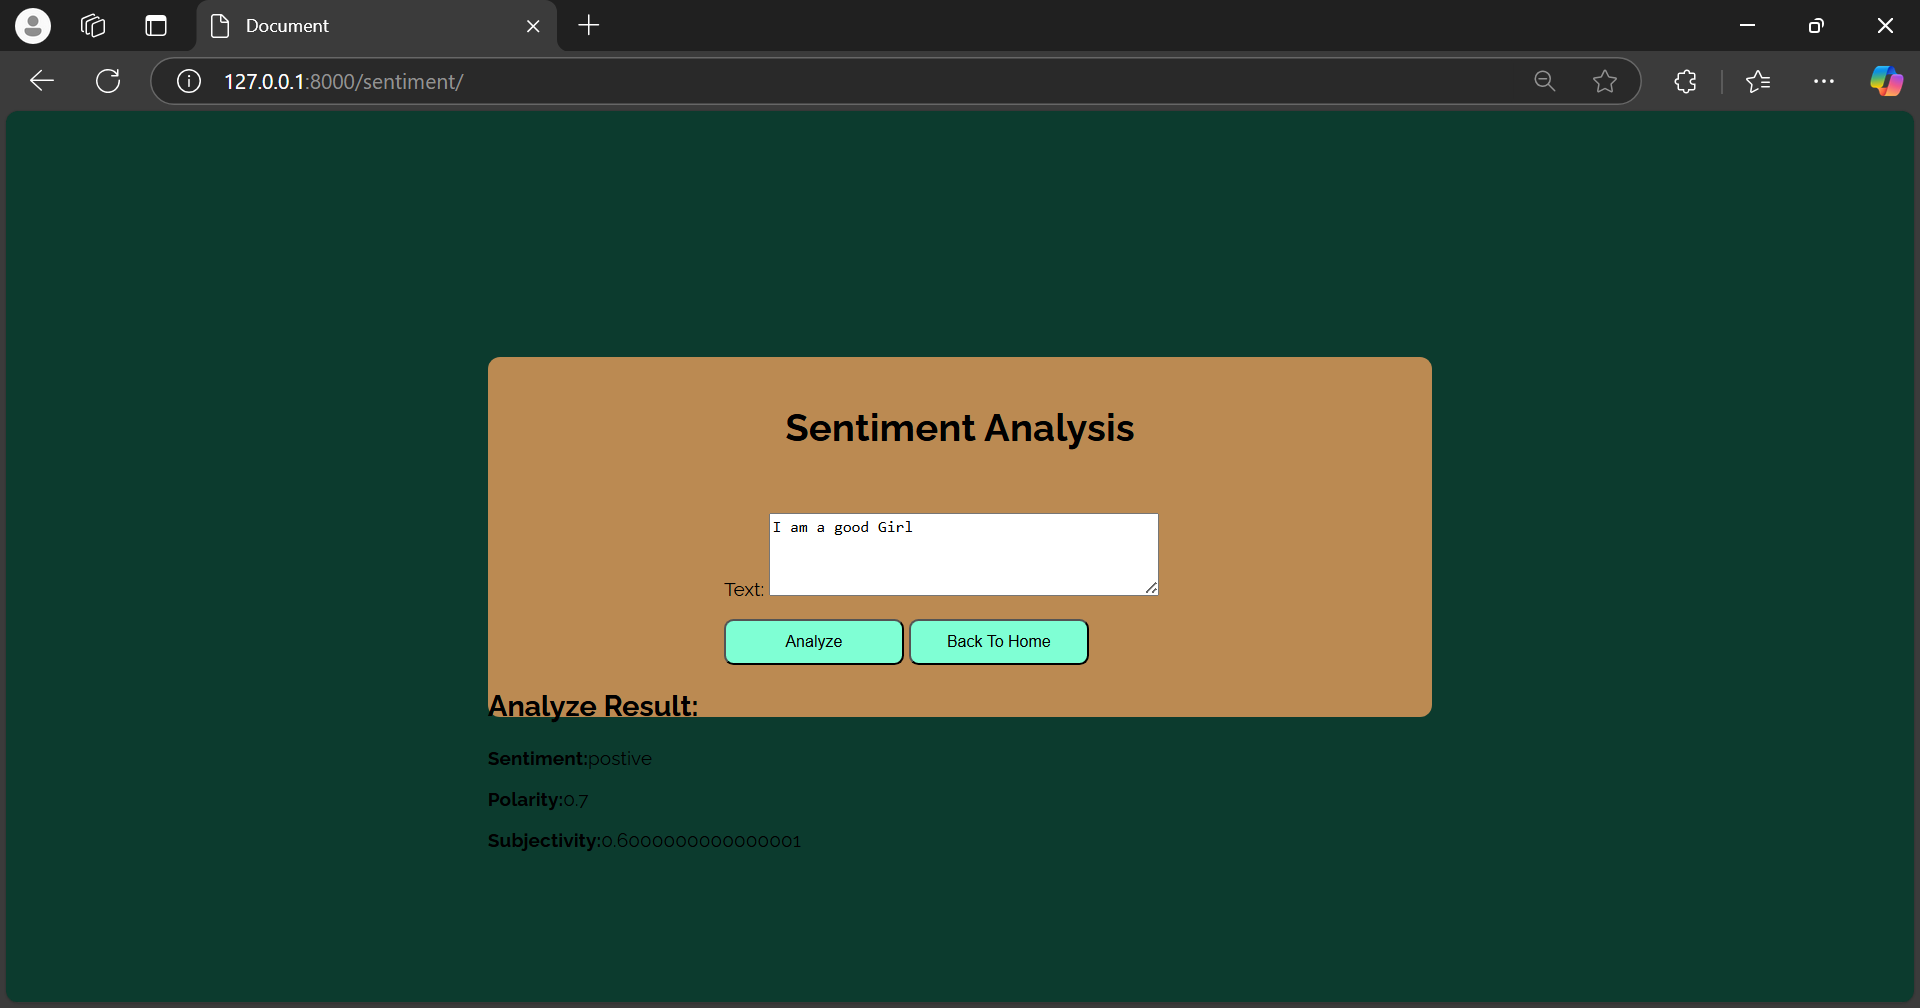 Document
127.0.0.1:8000/sentiment/
Sentiment Analysis
I am a good Girl
Text:
Analyze Back To Home
Analyze Result:
Sentiment:postive
Polarity:0.7
Subjectivity:0.6000000000000001